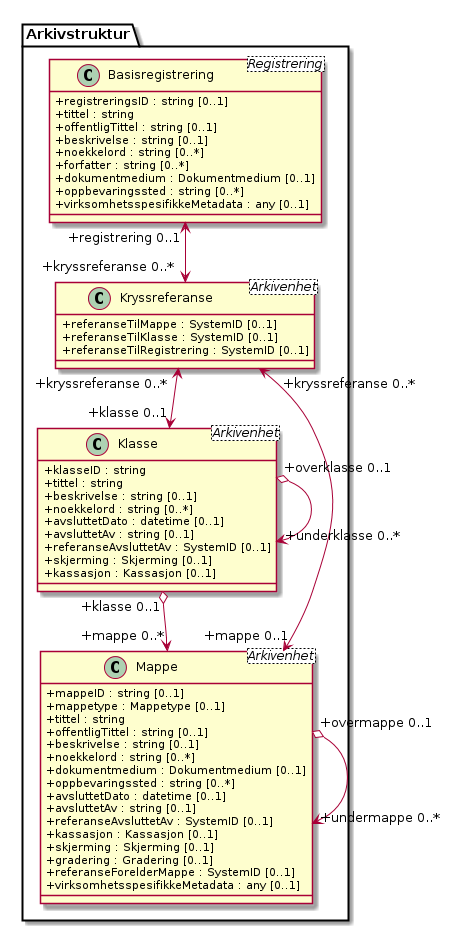 Arkivstruktur
Registrering
C Basisregistrering
+registreringsID : string [0..1]
+tittel : string
+offentligTittel : string [0..1]
+beskrivelse : string [0..1]
+noekkelord : string [0..*]
+forfatter : string [0..*]
+dokumentmedium : Dokumentmedium [0..1]
+oppbevaringssted : string [0..*]
+virksomhetsspesifikkeMetadata : any [0..1]
+registrering 0..1
+kryssreferanse 0..*
Arkivenhet
C Kryssreferanse
+referanseTilMappe : SystemID [0..1]
+referanseTilKlasse : SystemID [0..1]
+referanseTilRegistrering : SystemID [0..1]
+kryssreferanse 0..*
+kryssreferanse 0..*
+klasse 0..1
Arkivenhet
C Klasse
+klasseID : string
+tittel : string
+beskrivelse : string [0..1]
+noekkelord : string [0..*]
+avsluttetDato : datetime [0..1]
+avsluttetAv : string [0..1]
+referanseAvsluttetAv : SystemID [0..1]
+skjerming : Skjerming [0..1]
+kassasjon : Kassasjon [0..1]
+overklasse 0..1
+underklasse 0..*
+klasse 0..1
+mappe 0..*
+mappe 0..1
Arkivenhet
C Mappe
+mappeID : string [0..1]
+mappetype : Mappetype [0..1]
+tittel : string
+offentligTittel : string [0..1]
+beskrivelse : string [0..1]
+noekkelord : string [0..*]
+dokumentmedium : Dokumentmedium [0..1]
+oppbevaringssted : string [0..*]
+avsluttetDato : datetime [0..1]
+avsluttetAv : string [0..1]
+referanseAvsluttetAv : SystemID [0..1]
+kassasjon : Kassasjon [0..1]
+skjerming : Skjerming [0..1]
+gradering : Gradering [0..1]
+referanseForelderMappe : SystemID [0..1]
+virksomhetsspesifikkeMetadata : any [0..1]
+overmappe 0..1
+undermappe 0..*